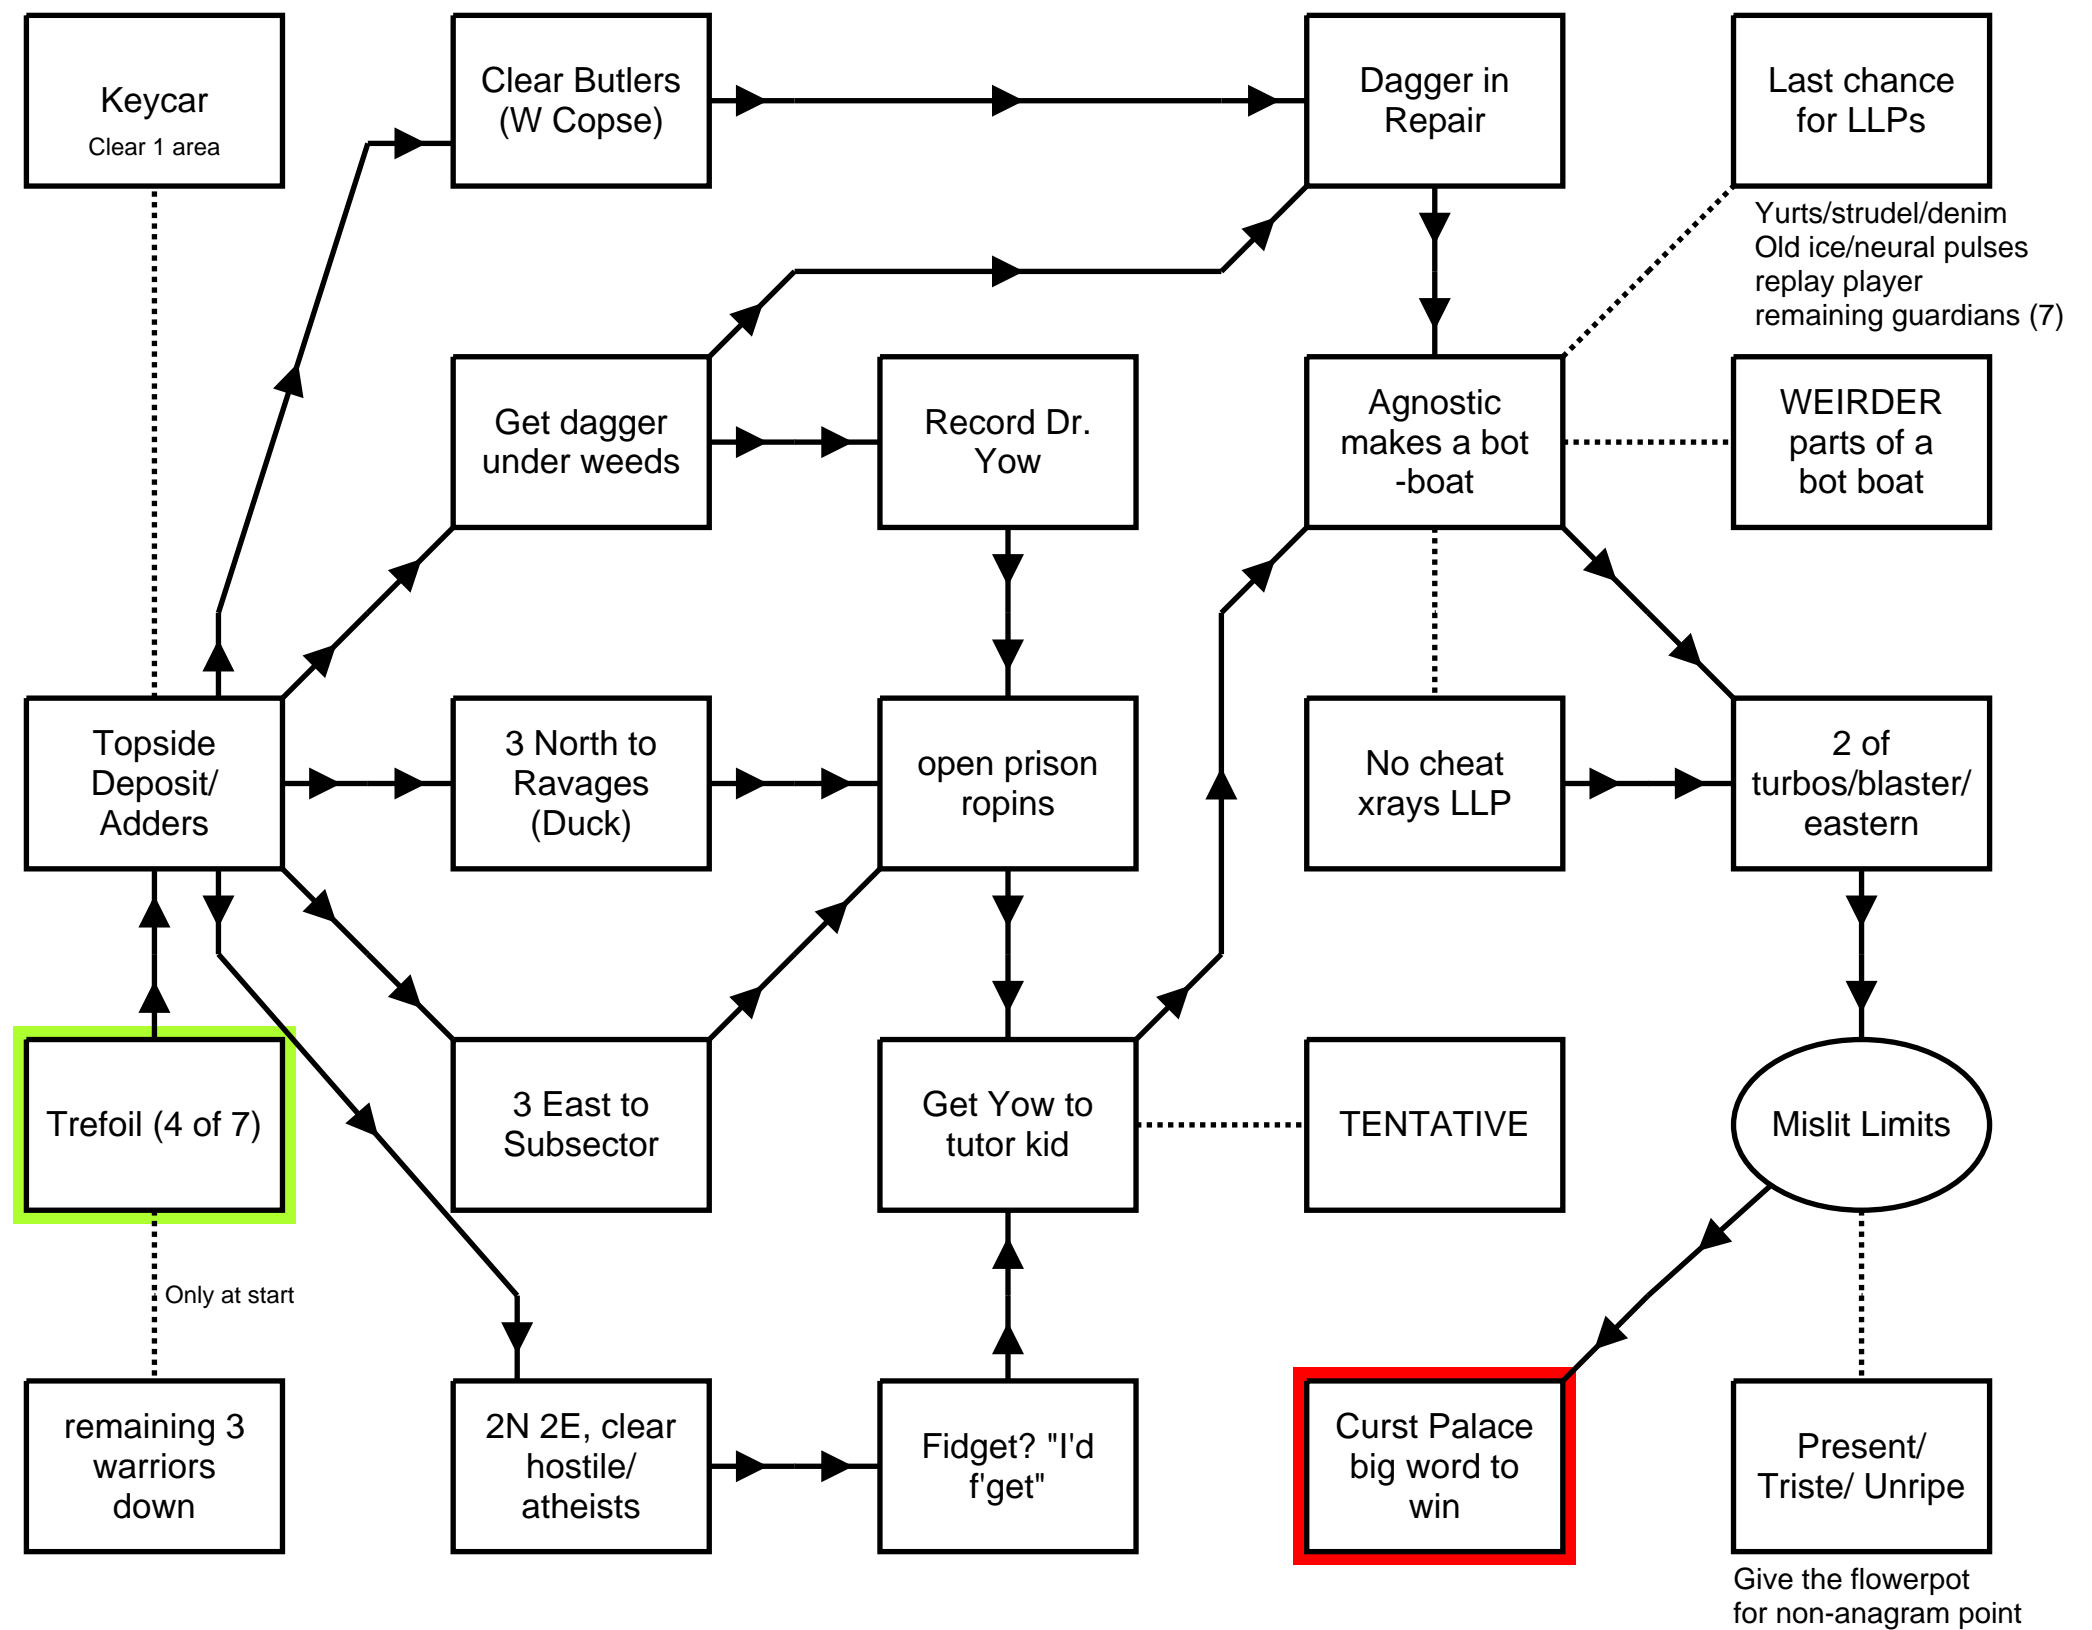 Keycar
Clear 1 area
Clear Butlers
(W Copse)
Dagger in
Repair
Last chance
for LLPs
Yurts/strudel/denim
Old ice/neural pulses
replay player
remaining guardians (7)
Get dagger
under weeds
Record Dr.
Yow
Agnostic
makes a bot
-boat
WEIRDER
parts of a
bot boat
Topside
Deposit/
Adders
3 North to
Ravages
(Duck)
open prison
ropins
No cheat
xrays LLP
2 of
turbos/blaster/
eastern
Trefoil (4 of 7)
3 East to
Subsector
Get Yow to
tutor kid
TENTATIVE
Mislit Limits
Only at start
remaining 3
warriors
down
2N 2E, clear
hostile/
atheists
Fidget? "I'd
f'get"
Curst Palace
big word to
win
Present/
Triste/ Unripe
Give the flowerpot
for non-anagram point